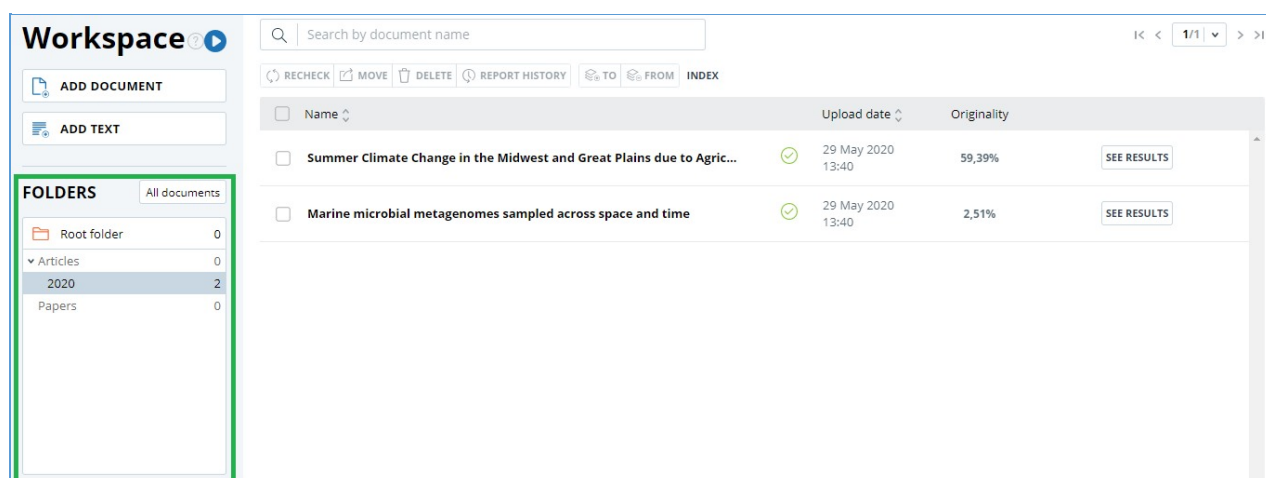 Workspace ?
Search by document name
1/1
ADD DOCUMENT
ADD TEXT
RECHECK MOVE DELETE REPORT HISTORY TO FROM INDEX
Name Upload date Originality
Summer Climate Change in the Midwest and Great Plains due to Agric... 29 May 2020 59,39% SEE RESULTS
13:40
Marine microbial metagenomes sampled across space and time 29 May 2020 2,51% SEE RESULTS
13:40
FOLDERS All documents
Root folder 0
Articles 0
2020 2
Papers 0